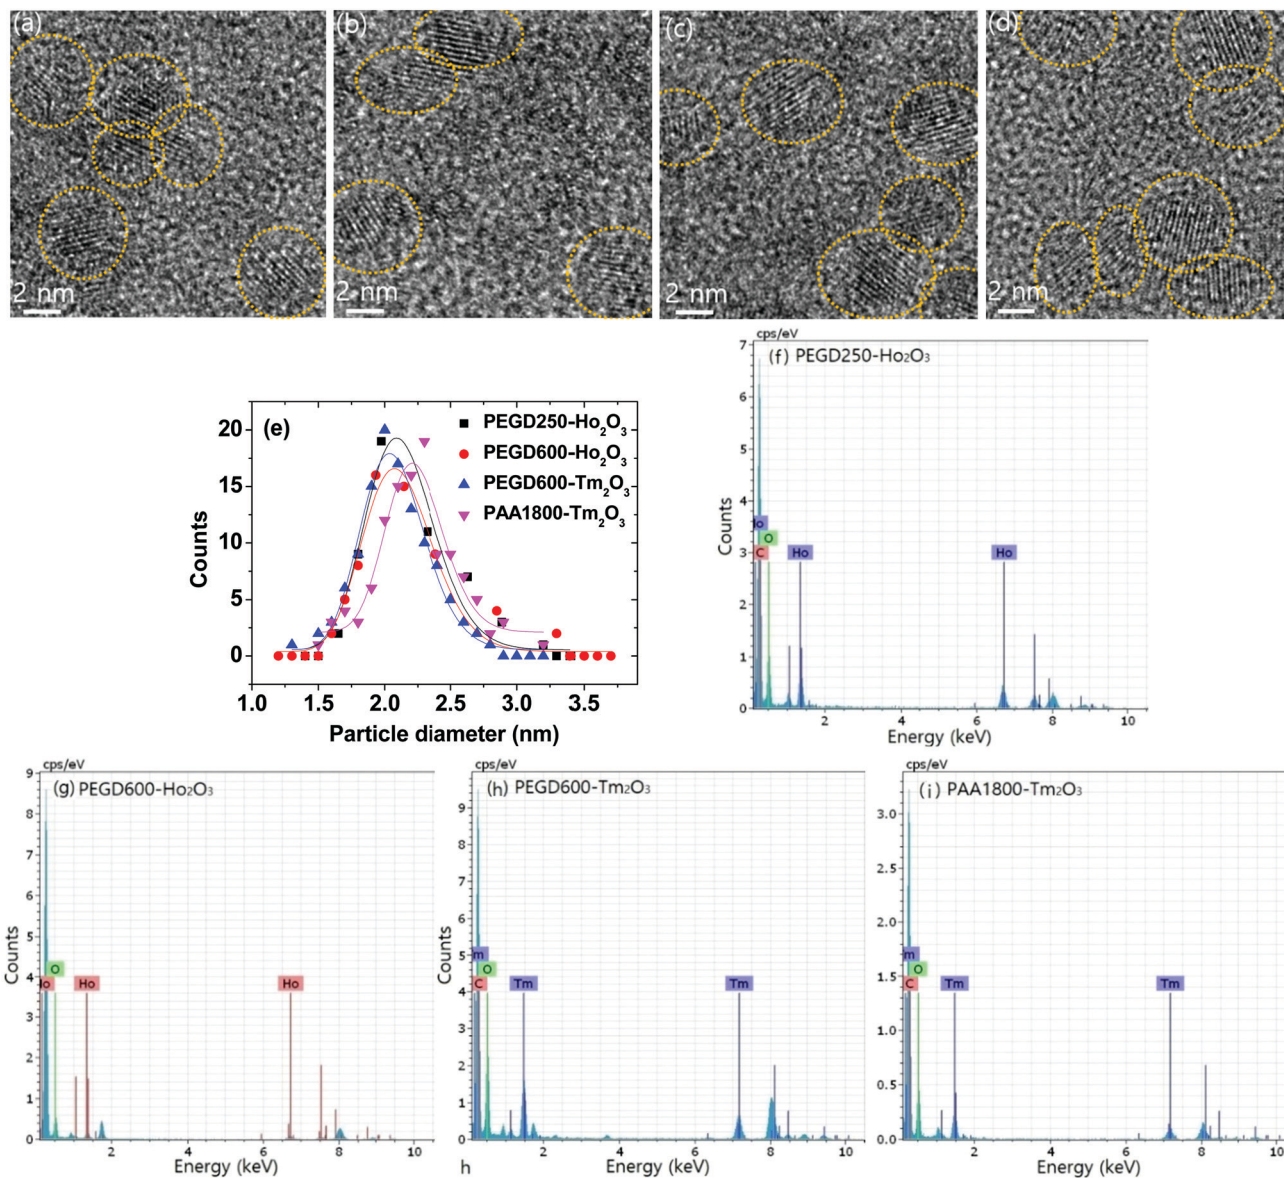 (a)
(b)
(c)
(d)
2 nm
2 nm
2 nm
2 nm
(e)
PEGD250-Ho₂O₃
PEGD600-Ho₂O₃
PEGD600-Tm₂O₃
PAA1800-Tm₂O₃
20
15
10
5
0
Counts
1.0 1.5 2.0 2.5 3.0 3.5
Particle diameter (nm)
cps/eV
(f) PEGD250-Ho₂O₃
7
6
5
4
3
2
1
0
Counts
lo
O
C
Ho
Ho
2 4 6 8 10
Energy (keV)
cps/eV
(g) PEGD600-Ho₂O₃
9
8
7
6
5
4
3
2
1
0
Counts
O
lo
Ho
Ho
2 4 6 8 10
Energy (keV)
cps/eV
(h) PEGD600-Tm₂O₃
9
8
7
6
5
4
3
2
1
0
Counts
m
O
C
Tm
Tm
2 4 6 8 10
Energy (keV)
h
cps/eV
(i) PAA1800-Tm₂O₃
3.0
2.5
2.0
1.5
1.0
0.5
0.0
Counts
m
O
C
Tm
Tm
2 4 6 8 10
Energy (keV)